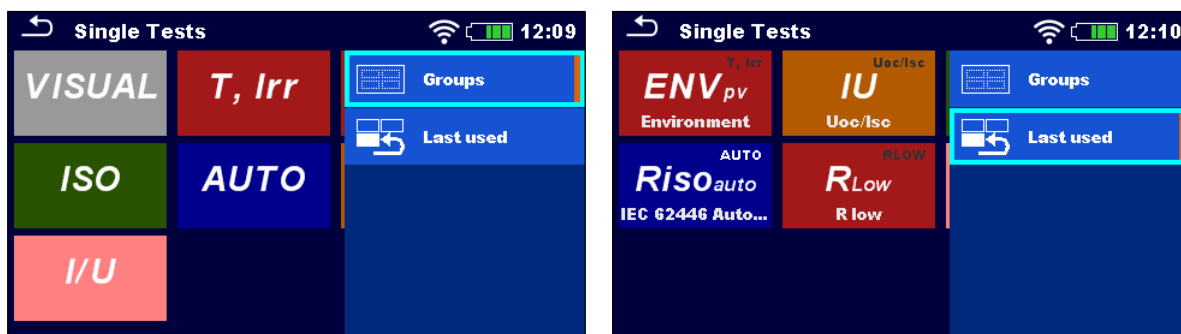 Single Tests 12:09
VISUAL T, Irr Groups
Last used
ISO AUTO
I/U
Single Tests 12:10
T, Irr Uoc/Isc
ENVpv IU Groups
Environment Uoc/Isc
Last used
AUTO RLOW
Risoauto RLow
IEC 62446 Auto... R low